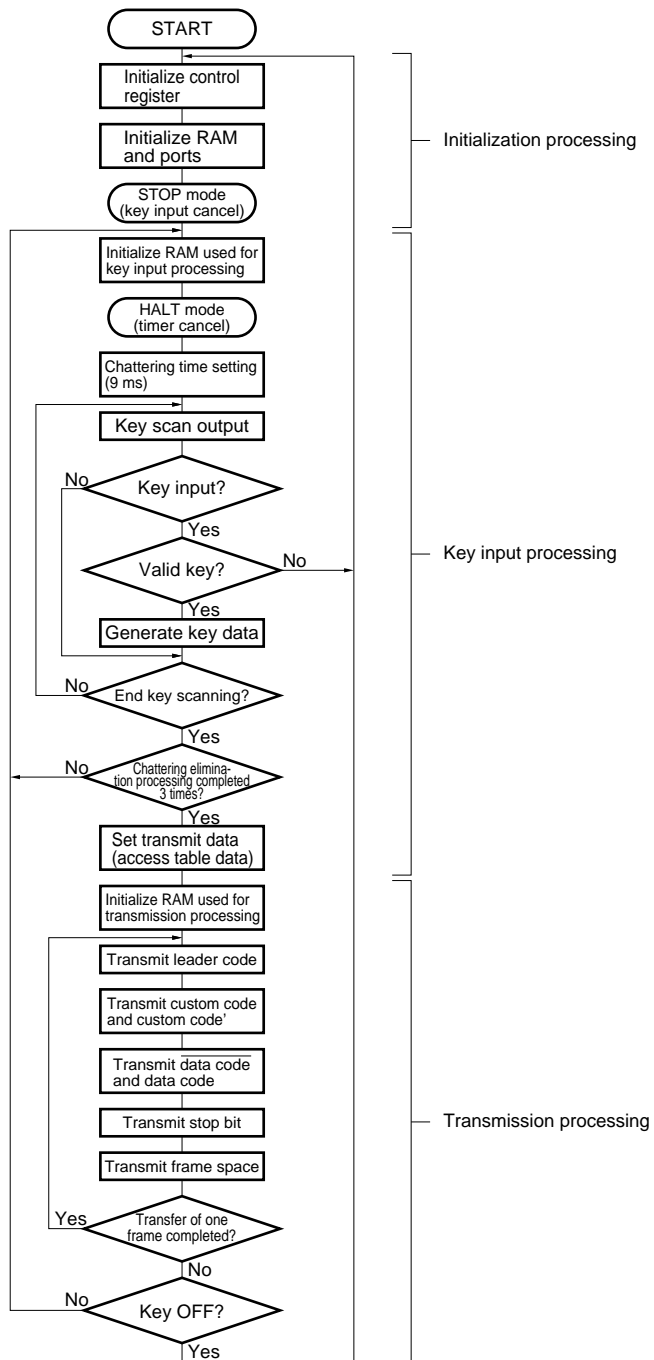 START
Initialize control
register
Initialize RAM
and ports
Initialization processing
STOP mode
(key input cancel)
Initialize RAM used for
key input processing
HALT mode
(timer cancel)
Chattering time setting
(9 ms)
Key scan output
No
Key input?
Yes
Valid key?
No
Key input processing
Yes
Generate key data
No
End key scanning?
Yes
No
Chattering elimina-
tion processing completed
3 times?
Yes
Set transmit data
(access table data)
Initialize RAM used for
transmission processing
Transmit leader code
Transmit custom code
and custom code'
Transmit data code
and data code
Transmit stop bit
Transmission processing
Transmit frame space
Yes
Transfer of one
frame completed?
No
No
Key OFF?
Yes